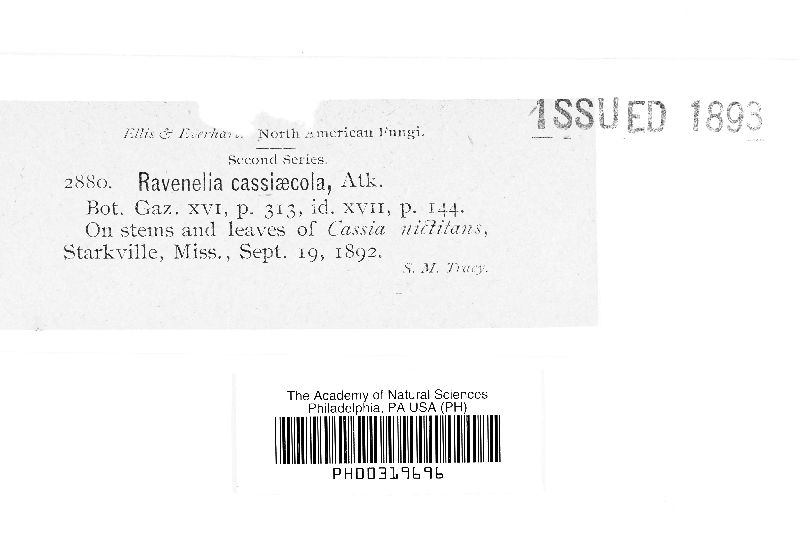 Ellis & Everhart. North American Fungi.
ISSUED 1893
Second Series.
2880. Ravenelia cassiæcola, Atk.
Bot. Gaz. XVI, p. 313, id. XVII, p. 144.
On stems and leaves of Cassia nictitans,
Starkville, Miss., Sept. 19, 1892.
S. M. Tracy.
The Academy of Natural Sciences
Philadelphia, PA USA (PH)
PH00319696